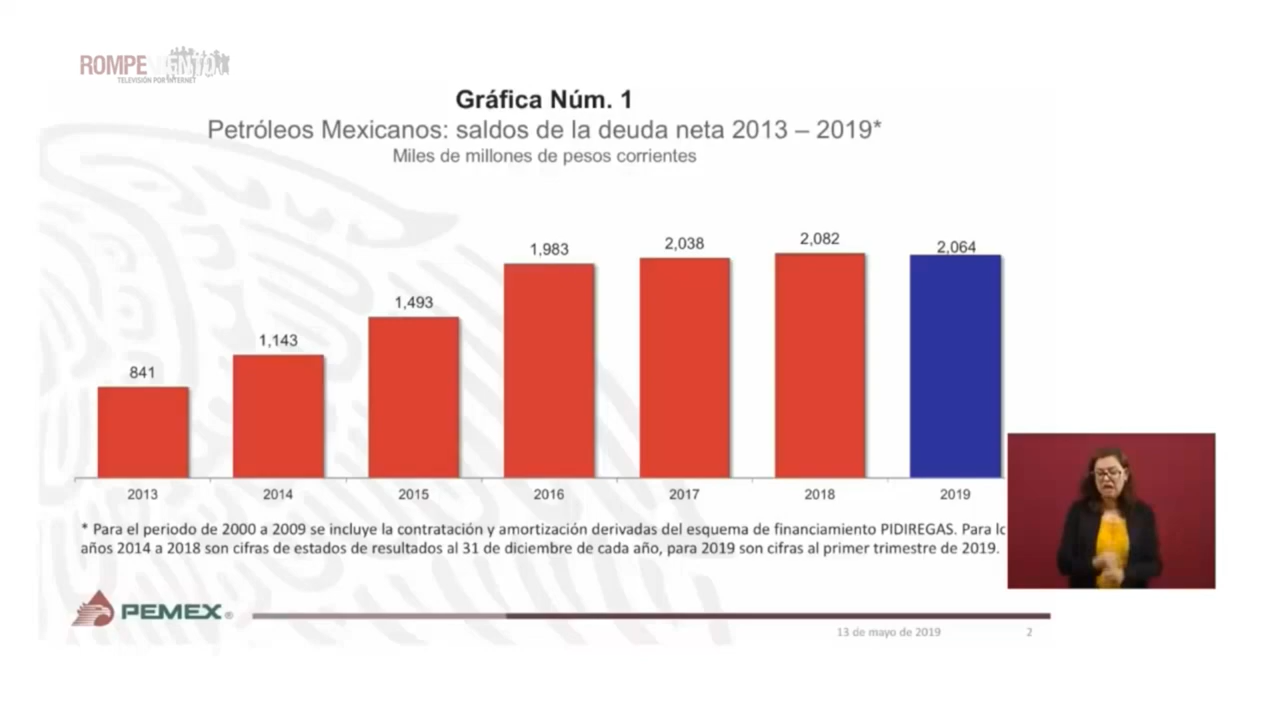 ROMPEVIENTO
TELEVISIÓN POR INTERNET
Gráfica Núm. 1
Petróleos Mexicanos: saldos de la deuda neta 2013 – 2019*
Miles de millones de pesos corrientes
841
1,143
1,493
1,983
2,038
2,082
2,064
2013 2014 2015 2016 2017 2018 2019
* Para el periodo de 2000 a 2009 se incluye la contratación y amortización derivadas del esquema de financiamiento PIDIREGAS. Para
años 2014 a 2018 son cifras de estados de resultados al 31 de diciembre de cada año, para 2019 son cifras al primer trimestre de 2019.
PEMEX®
13 de mayo de 2019 2